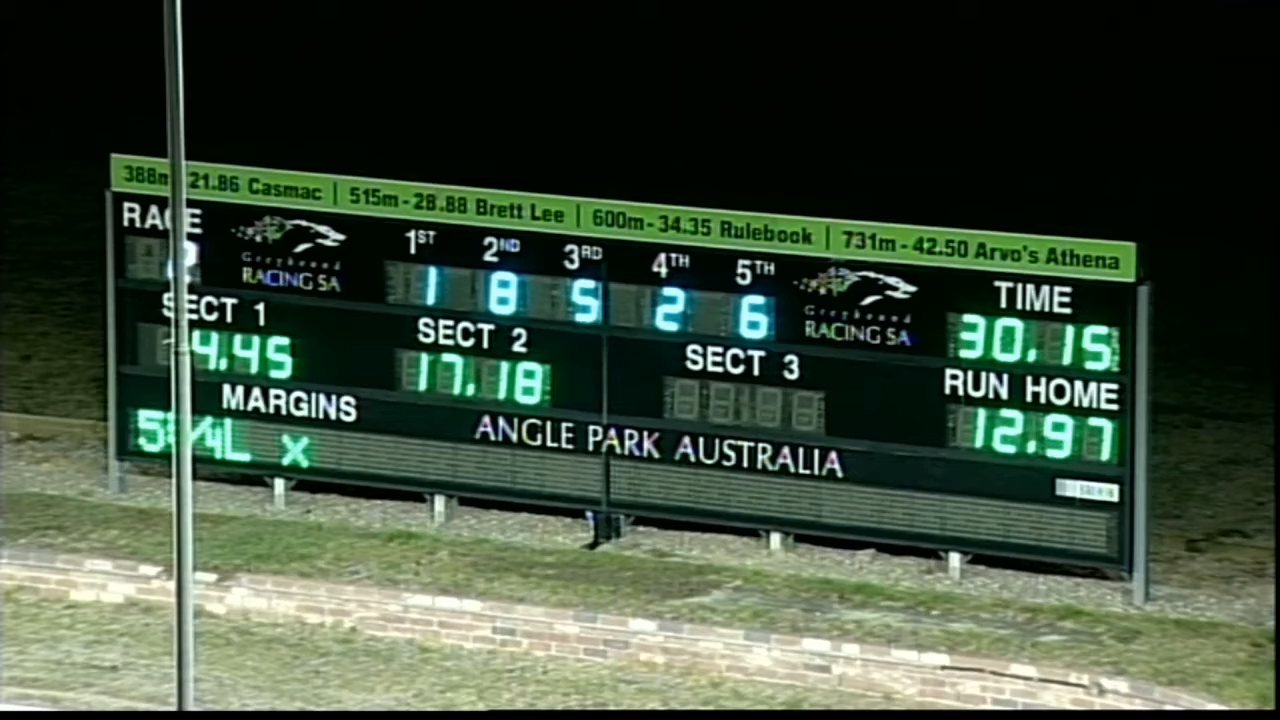 388m 21.86 Casmac | 515m - 28.88 Brett Lee | 600m - 34.35 Rulebook | 731m - 42.50 Arvo's Athena
RACE
Greyhound
RACING SA
1ST 2ND 3RD 4TH 5TH
1 8 5 2 6
Greyhound
RACING SA
TIME
30.15
SECT 1
4.45
SECT 2
17.18
SECT 3
RUN HOME
12.97
MARGINS
ANGLE PARK AUSTRALIA